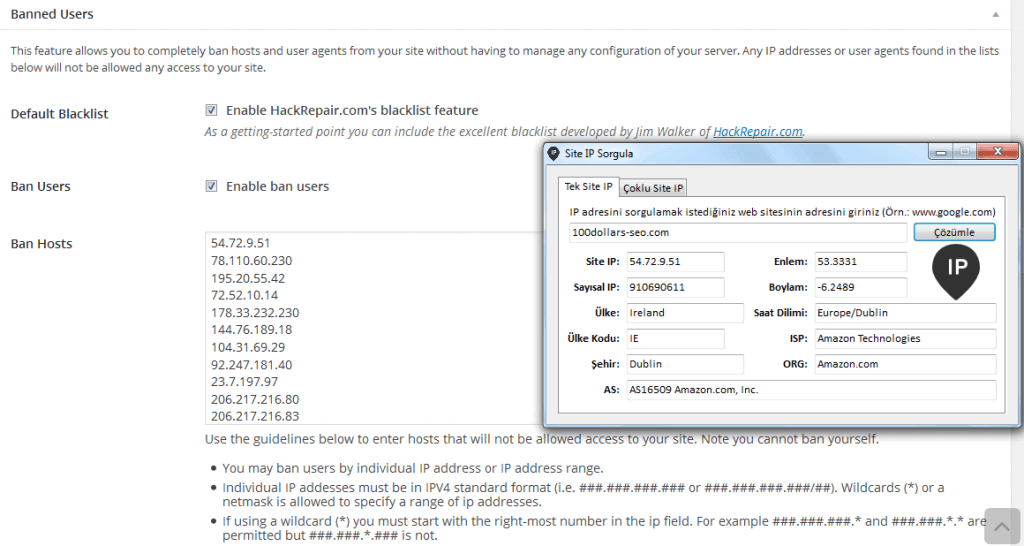 Banned Users
This feature allows you to completely ban hosts and user agents from your site without having to manage any configuration of your server. Any IP addresses or user agents found in the lists
below will not be allowed any access to your site.
Default Blacklist
Enable HackRepair.com's blacklist feature
As a getting-started point you can include the excellent blacklist developed by Jim Walker of HackRepair.com.
Ban Users
Enable ban users
Ban Hosts
54.72.9.51
78.110.60.230
195.20.55.42
72.52.10.14
178.33.232.230
144.76.189.18
104.31.69.29
92.247.181.40
23.7.197.97
206.217.216.80
206.217.216.83
Use the guidelines below to enter hosts that will not be allowed access to your site. Note you cannot ban yourself.
You may ban users by individual IP address or IP address range.
Individual IP addesses must be in IPV4 standard format (i.e. ###.###.###.### or ###.###.###.###/##). Wildcards (*) or a
netmask is allowed to specify a range of ip addresses.
If using a wildcard (*) you must start with the right-most number in the ip field. For example ###.###.###.* and ###.###.*.* are
permitted but ###.###.*.### is not.
IP
Site IP Sorgula
Tek Site IP
Çoklu Site IP
IP adresini sorgulamak istediğiniz web sitesinin adresini giriniz (Örn.: www.google.com)
100dollars-seo.com
Çözümle
IP
Site IP: 54.72.9.51
Enlem: 53.3331
Sayısal IP: 910690611
Boylam: -6.2489
Ülke: Ireland
Saat Dilimi: Europe/Dublin
Ülke Kodu: IE
ISP: Amazon Technologies
Şehir: Dublin
ORG: Amazon.com
AS: AS16509 Amazon.com, Inc.